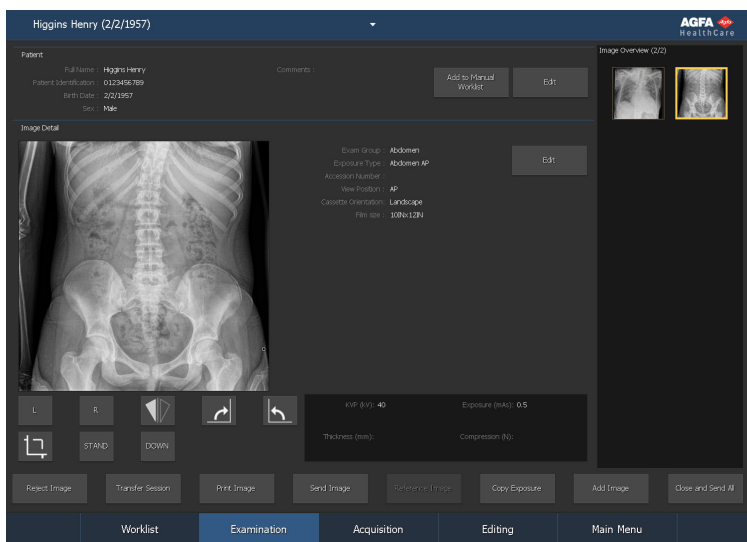 Higgins Henry (2/2/1957)
AGFA
HealthCare
Patient
Full Name : Higgins Henry
Comments :
Patient Identification : 0123456789
Birth Date : 2/2/1957
Sex : Male
Add to Manual
Worklist
Edit
Image Overview (2/2)
Image Detail
Exam Group : Abdomen
Exposure Type : Abdomen AP
Accession Number :
View Position : AP
Cassette Orientation : Landscape
Film size : 10INx12IN
Edit
L
R
STAND
DOWN
KVP (kV): 40
Exposure (mAs): 0.5
Thickness (mm):
Compression (N):
Reject Image
Transfer Session
Print Image
Send Image
Reference Image
Copy Exposure
Add Image
Close and Send All
Worklist
Examination
Acquisition
Editing
Main Menu